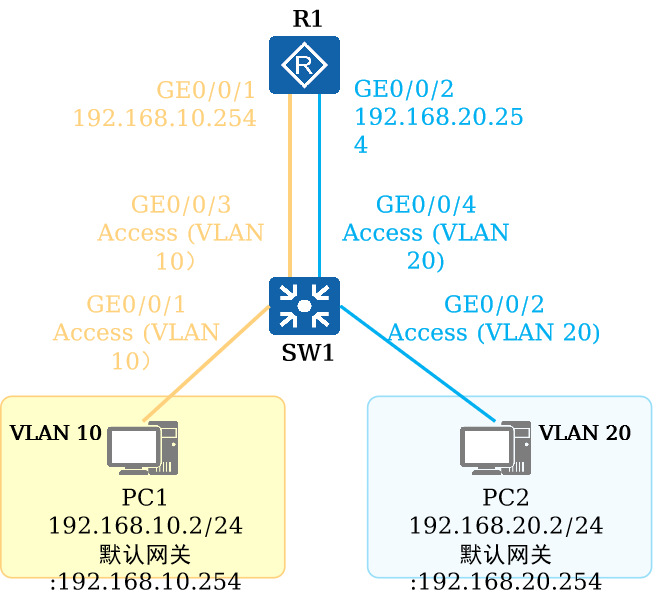 R1
R
GE0/0/1
192.168.10.254
GE0/0/2
192.168.20.25
4
GE0/0/3
Access (VLAN
10）
GE0/0/4
Access (VLAN
20)
GE0/0/1
Access (VLAN
10）
GE0/0/2
Access (VLAN 20)
SW1
VLAN 10
PC1
192.168.10.2/24
默认网关
:192.168.10.254
VLAN 20
PC2
192.168.20.2/24
默认网关
:192.168.20.254